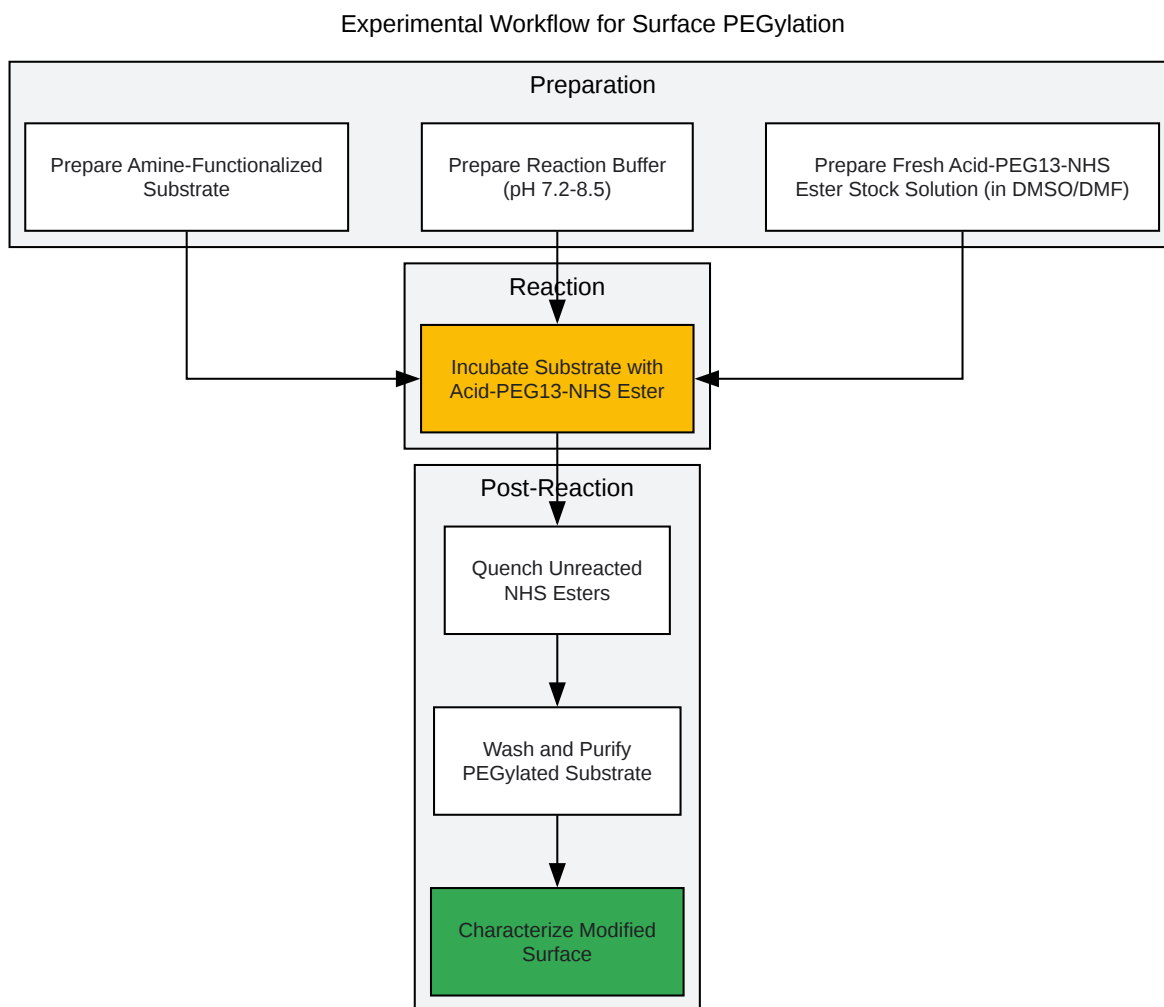 Experimental Workflow for Surface PEGylation
Preparation
Prepare Amine-Functionalized
Substrate
Prepare Reaction Buffer
(pH 7.2-8.5)
Prepare Fresh Acid-PEG13-NHS
Ester Stock Solution (in DMSO/DMF)
Reaction
Incubate Substrate with
Acid-PEG13-NHS Ester
Post-Reaction
Quench Unreacted
NHS Esters
Wash and Purify
PEGylated Substrate
Characterize Modified
Surface